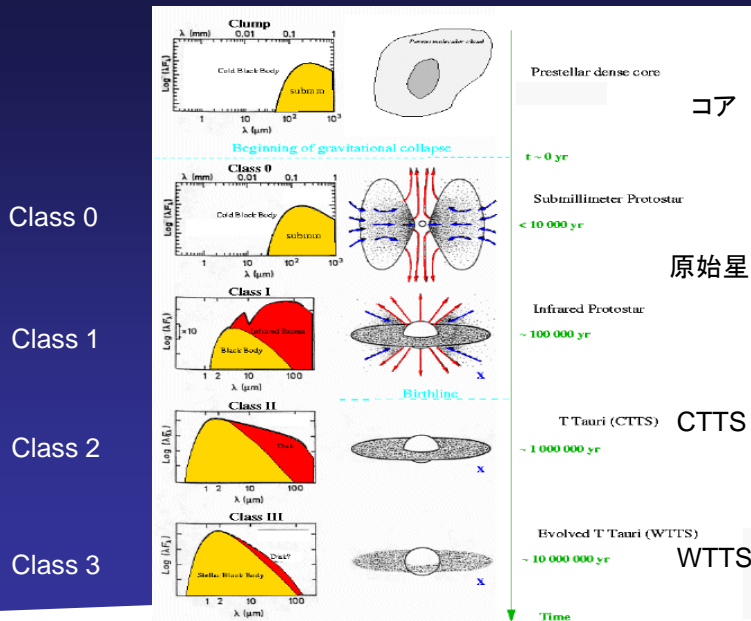 Clump
λ (mm) 0.01 0.1 1
Log (λFλ)
Cold Black Body
submm
1 10 10² 10³
λ (μm)
Parent molecular cloud
Prestellar dense core
コア
Beginning of gravitational collapse
t ~ 0 yr
Class 0
Class 0
λ (mm) 0.01 0.1 1
Log (λFλ)
Cold Black Body
submm
1 10 10² 10³
λ (μm)
Submillimeter Protostar
< 10 000 yr
原始星
Class 1
Class I
Log (λFλ)
×10
Infrared Excess
Black Body
1 2 10 100
λ (μm)
X
Infrared Protostar
~ 100 000 yr
Birthline
Class 2
Class II
Log (λFλ)
Disk
1 2 10 100
λ (μm)
X
T Tauri (CTTS)
CTTS
~ 1 000 000 yr
Class 3
Class III
Log (λFλ)
Disk?
Stellar Black Body
1 2 10 100
λ (μm)
X
Evolved T Tauri (WTTS)
WTTS
~ 10 000 000 yr
Time